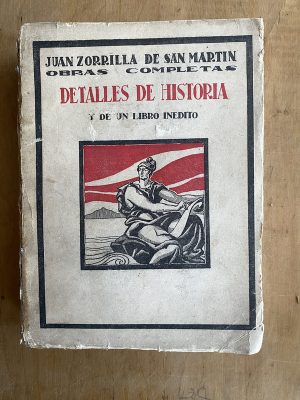 JUAN ZORRILLA DE SAN MARTIN
OBRAS COMPLETAS
DETALLES DE HISTORIA
Y DE UN LIBRO INEDITO